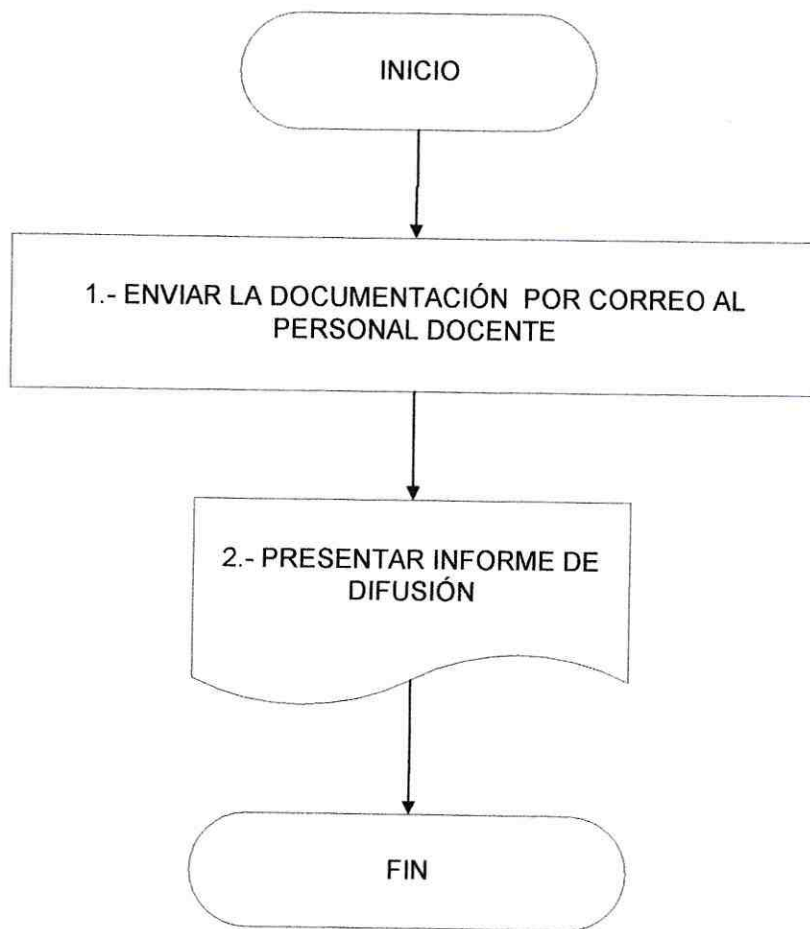 INICIO
1.- ENVIAR LA DOCUMENTACIÓN POR CORREO AL
PERSONAL DOCENTE
2.- PRESENTAR INFORME DE
DIFUSIÓN
FIN